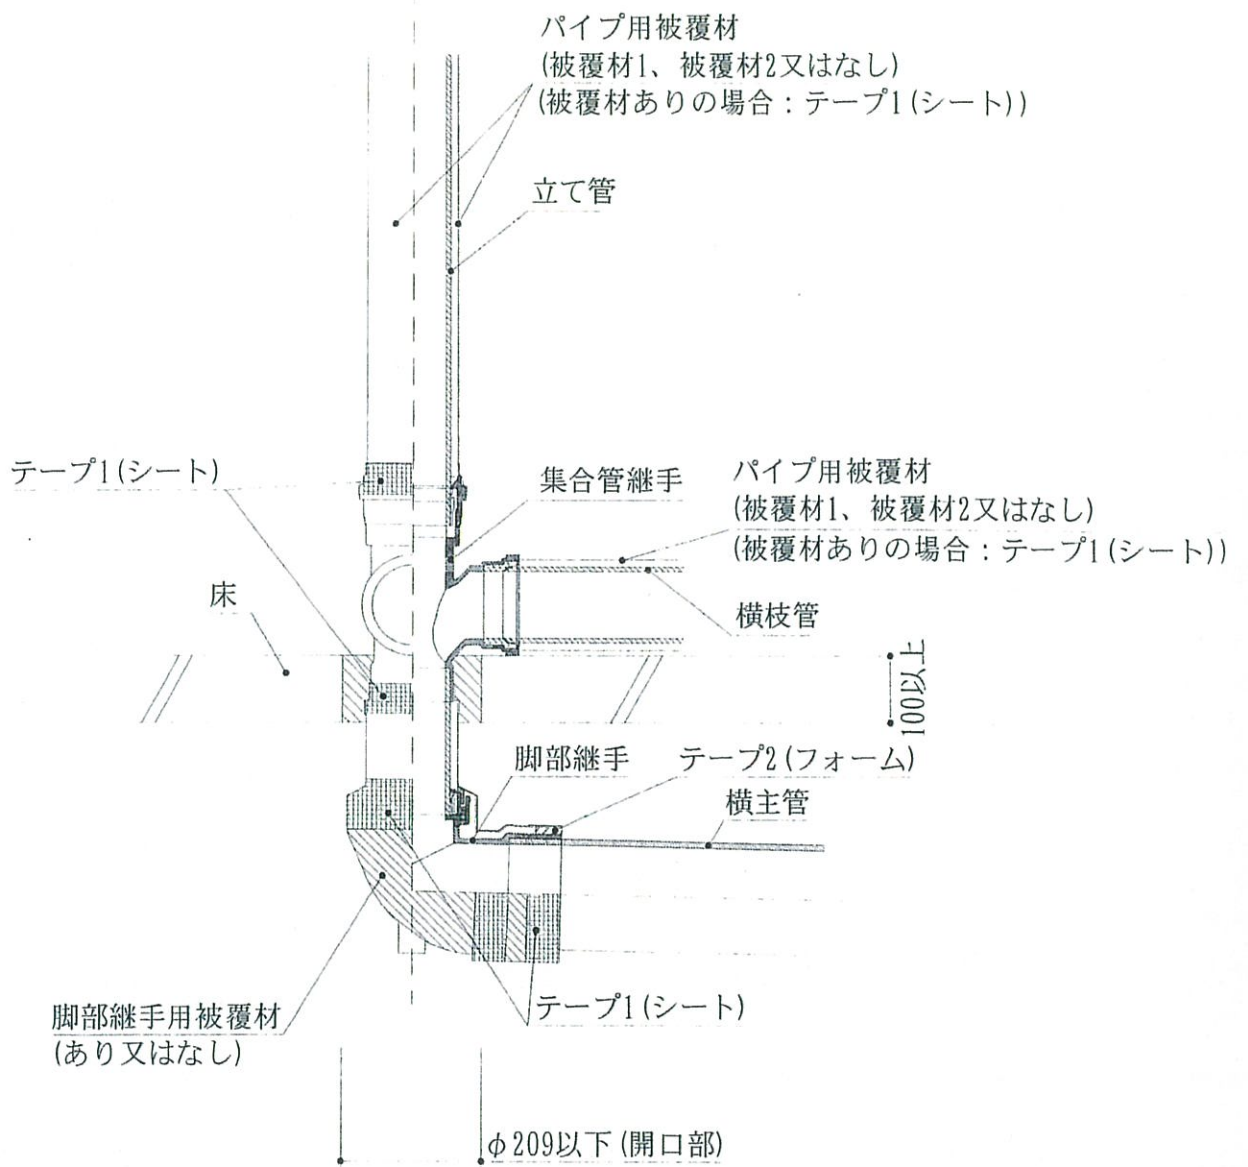 パイプ用被覆材
(被覆材1、被覆材2又はなし)
(被覆材ありの場合：テープ1(シート))
立て管
テープ1(シート)
集合管継手
パイプ用被覆材
(被覆材1、被覆材2又はなし)
(被覆材ありの場合：テープ1(シート))
床
横枝管
100以上
脚部継手
テープ2(フォーム)
横主管
脚部継手用被覆材
(あり又はなし)
テープ1(シート)
φ209以下(開口部)